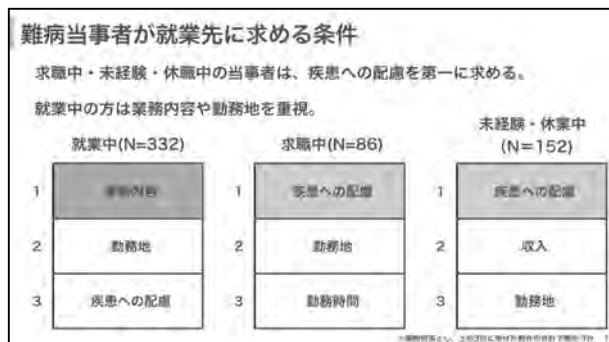 難病当事者が就業先に求める条件
求職中・未経験・休職中の当事者は、疾患への配慮を第一に求める。
就業中の方は業務内容や勤務地を重視。
就業中(N=332)
1 業務内容
2 勤務地
3 疾患への配慮
求職中(N=86)
1 疾患への配慮
2 勤務地
3 勤務時間
未経験・休業中
(N=152)
1 疾患への配慮
2 収入
3 勤務地